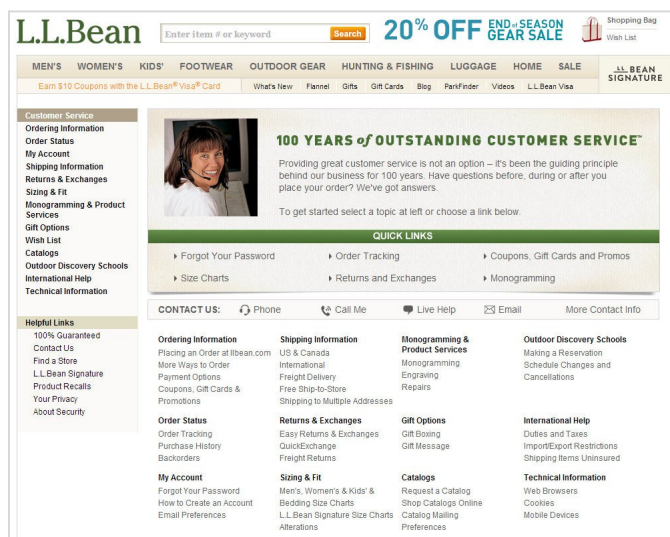 L.L.Bean
Enter item # or keyword
Search
20% OFF END of SEASON GEAR SALE
Shopping Bag
Wish List
MEN'S WOMEN'S KIDS' FOOTWEAR OUTDOOR GEAR HUNTING & FISHING LUGGAGE HOME SALE
L.L.BEAN
SIGNATURE
Earn $10 Coupons with the L.L.Bean® Visa® Card
What's New Flannel Gifts Gift Cards Blog ParkFinder Videos L.L.Bean Visa
Customer Service
Ordering Information
Order Status
My Account
Shipping Information
Returns & Exchanges
Sizing & Fit
Monogramming & Product
Services
Gift Options
Wish List
Catalogs
Outdoor Discovery Schools
International Help
Technical Information
Helpful Links
100% Guaranteed
Contact Us
Find a Store
L.L.Bean Signature
Product Recalls
Your Privacy
About Security
100 YEARS of OUTSTANDING CUSTOMER SERVICE™
Providing great customer service is not an option – it's been the guiding principle
behind our business for 100 years. Have questions before, during or after you
place your order? We've got answers.
To get started select a topic at left or choose a link below.
QUICK LINKS
Forgot Your Password
Order Tracking
Coupons, Gift Cards and Promos
Size Charts
Returns and Exchanges
Monogramming
CONTACT US: Phone Call Me Live Help Email More Contact Info
Ordering Information
Placing an Order at llbean.com
More Ways to Order
Payment Options
Coupons, Gift Cards &
Promotions
Shipping Information
US & Canada
International
Freight Delivery
Free Ship-to-Store
Shipping to Multiple Addresses
Monogramming &
Product Services
Monogramming
Engraving
Repairs
Outdoor Discovery Schools
Making a Reservation
Schedule Changes and
Cancellations
Order Status
Order Tracking
Purchase History
Backorders
Returns & Exchanges
Easy Returns & Exchanges
QuickExchange
Freight Returns
Gift Options
Gift Boxing
Gift Message
International Help
Duties and Taxes
Import/Export Restrictions
Shipping Items Uninsured
My Account
Forgot Your Password
How to Create an Account
Email Preferences
Sizing & Fit
Men's, Women's & Kids' &
Bedding Size Charts
L.L.Bean Signature Size Charts
Alterations
Catalogs
Request a Catalog
Shop Catalogs Online
Catalog Mailing
Preferences
Technical Information
Web Browsers
Cookies
Mobile Devices